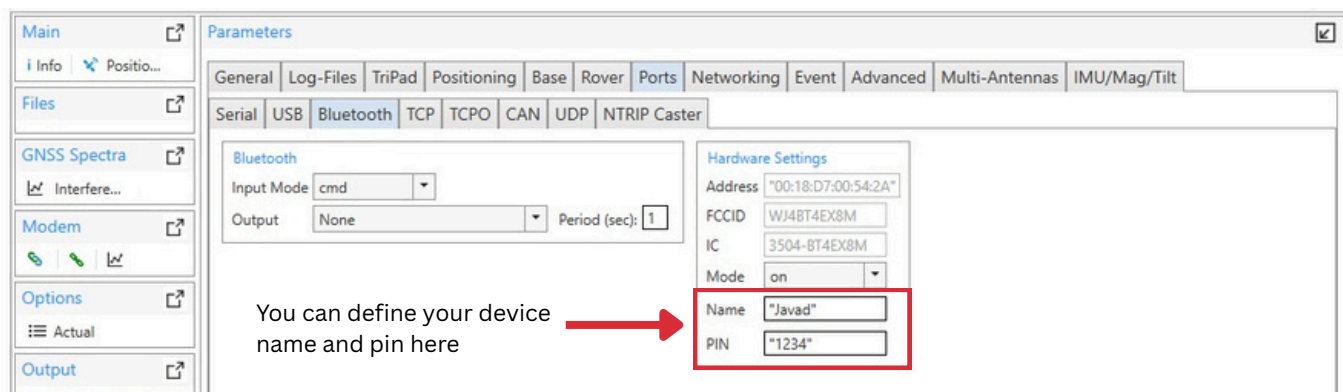 Main
Info
Positio...
Files
GNSS Spectra
Interfere...
Modem
Options
Actual
Output
Parameters
General Log-Files TriPad Positioning Base Rover Ports Networking Event Advanced Multi-Antennas IMU/Mag/Tilt
Serial USB Bluetooth TCP TCPO CAN UDP NTRIP Caster
Bluetooth
Input Mode cmd
Output None Period (sec): 1
Hardware Settings
Address "00:18:D7:00:54:2A"
FCCID WJ4BT4EX8M
IC 3504-BT4EX8M
Mode on
Name "Javad"
PIN "1234"
You can define your device
name and pin here